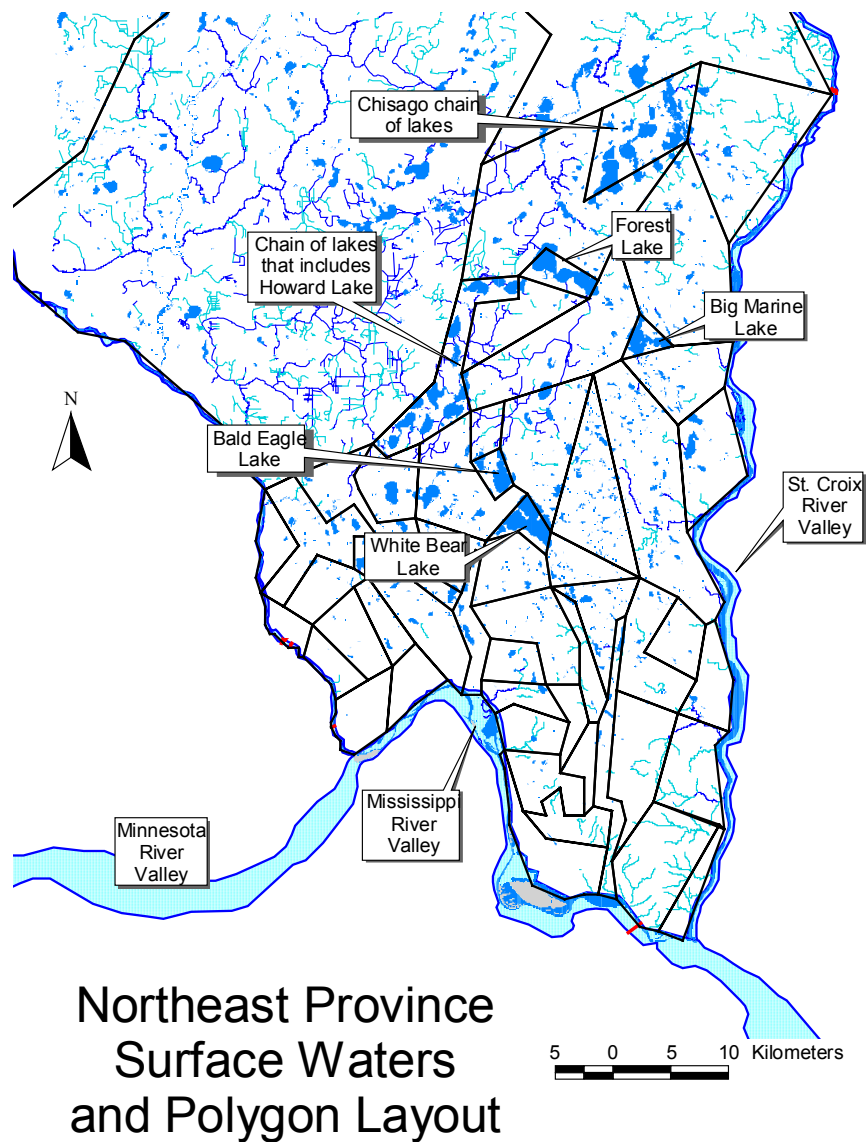 Chisago chain
of lakes
Forest
Lake
Chain of lakes
that includes
Howard Lake
Big Marine
Lake
N
Bald Eagle
Lake
St. Croix
River
Valley
White Bear
Lake
Mississippi
River
Valley
Minnesota
River
Valley
Northeast Province
Surface Waters
and Polygon Layout
5 0 5 10 Kilometers